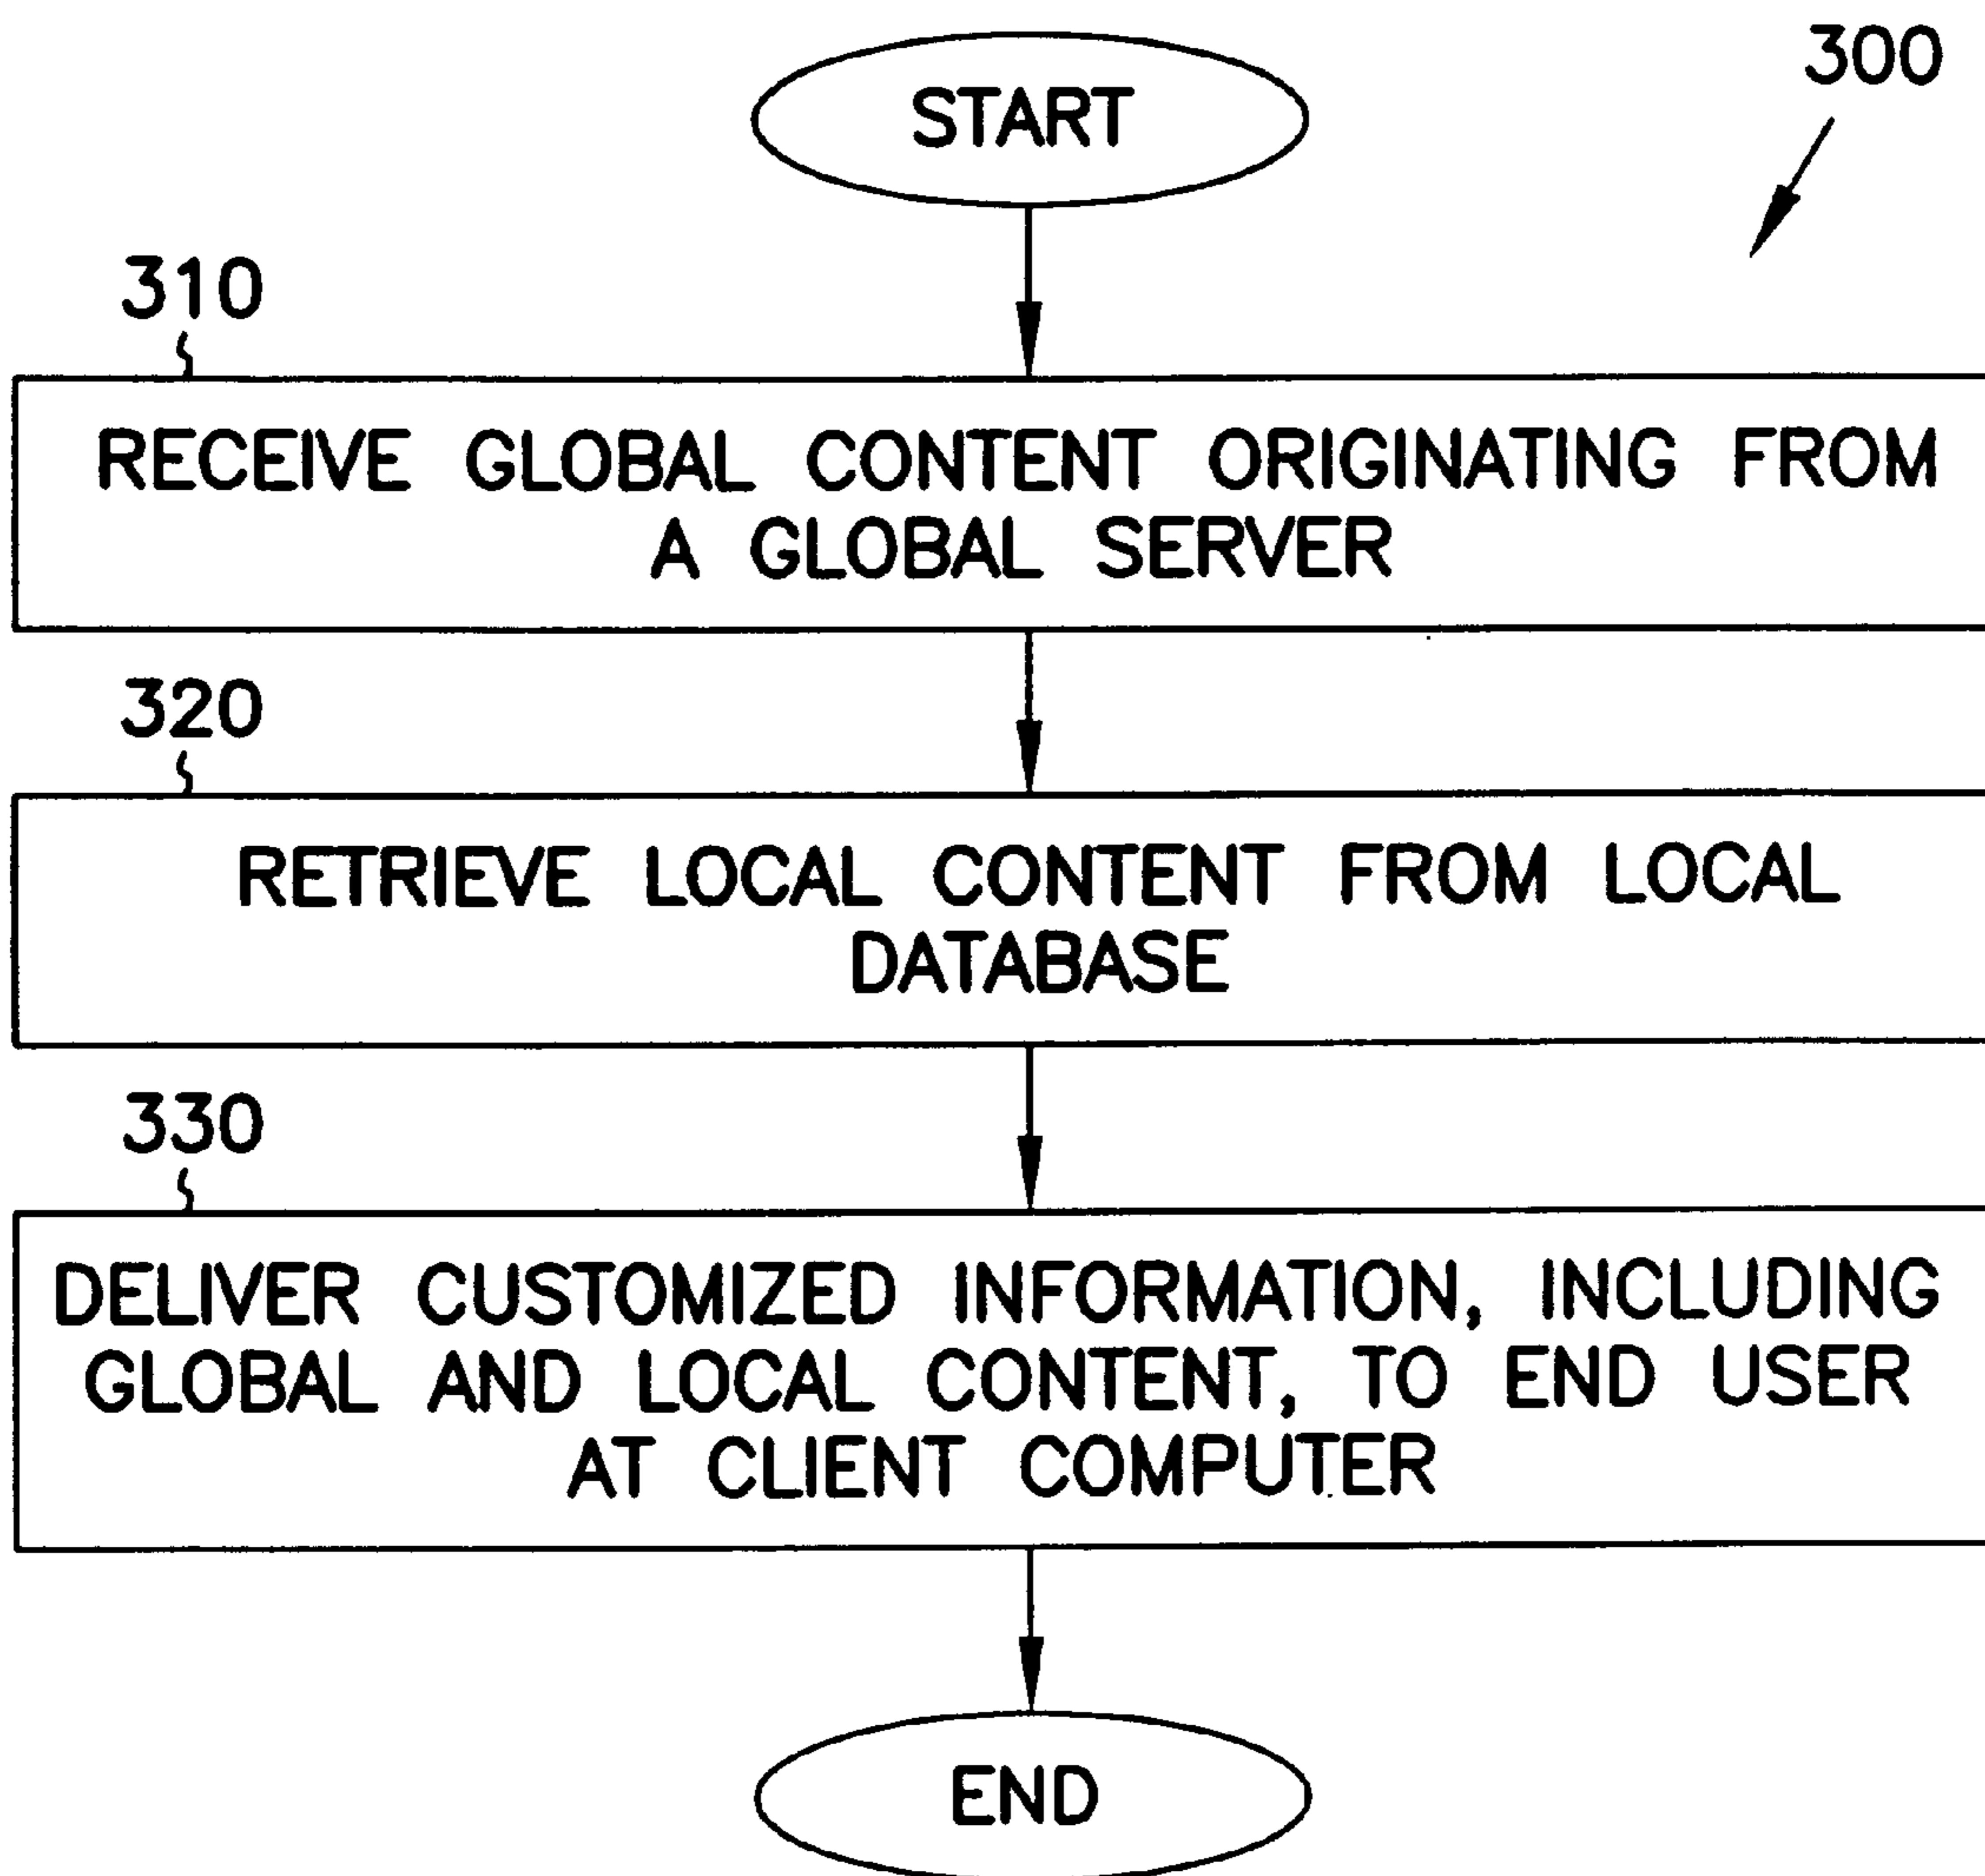 START
300
310
RECEIVE GLOBAL CONTENT ORIGINATING FROM
A GLOBAL SERVER
320
RETRIEVE LOCAL CONTENT FROM LOCAL
DATABASE
330
DELIVER CUSTOMIZED INFORMATION, INCLUDING
GLOBAL AND LOCAL CONTENT, TO END USER
AT CLIENT COMPUTER
END